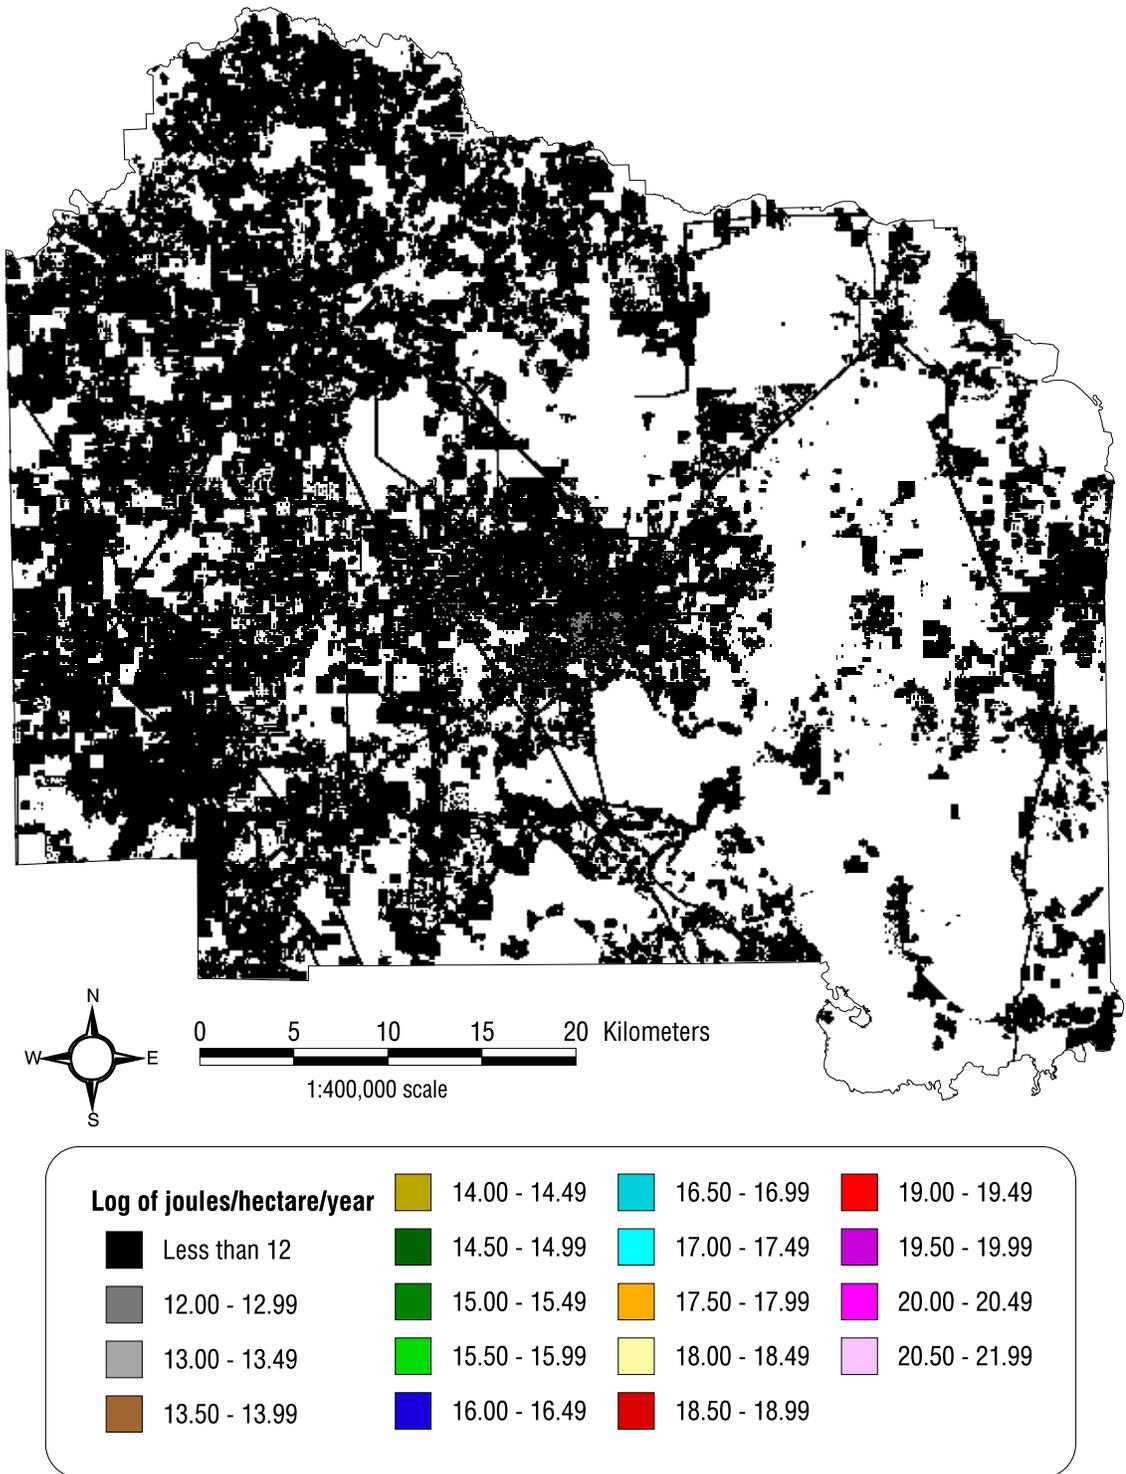 N
W E
S
0 5 10 15 20 Kilometers
1:400,000 scale
Log of joules/hectare/year
Less than 12
12.00 - 12.99
13.00 - 13.49
13.50 - 13.99
14.00 - 14.49
14.50 - 14.99
15.00 - 15.49
15.50 - 15.99
16.00 - 16.49
16.50 - 16.99
17.00 - 17.49
17.50 - 17.99
18.00 - 18.49
18.50 - 18.99
19.00 - 19.49
19.50 - 19.99
20.00 - 20.49
20.50 - 21.99